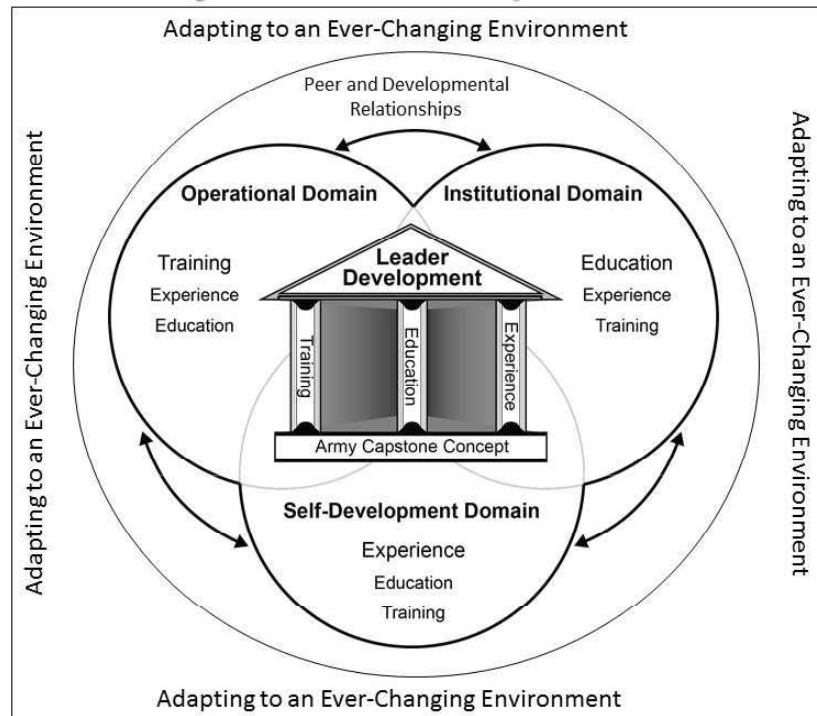 Adapting to an Ever-Changing Environment
Peer and Developmental
Relationships
Adapting to an Ever-Changing Environment
Adapting to an Ever-Changing Environment
Operational Domain
Institutional Domain
Training
Experience
Education
Leader
Development
Education
Experience
Training
Training
Education
Experience
Army Capstone Concept
Self-Development Domain
Experience
Education
Training
Adapting to an Ever-Changing Environment